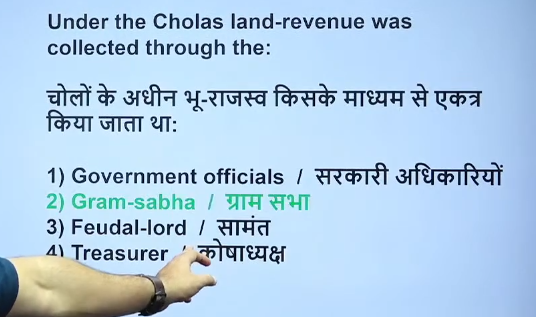 Under the Cholas land-revenue was
collected through the:
चोलों के अधीन भू-राजस्व किसके माध्यम से एकत्र
किया जाता था:
1) Government officials / सरकारी अधिकारियों
2) Gram-sabha / ग्राम सभा
3) Feudal-lord / सामंत
4) Treasurer / कोषाध्यक्ष